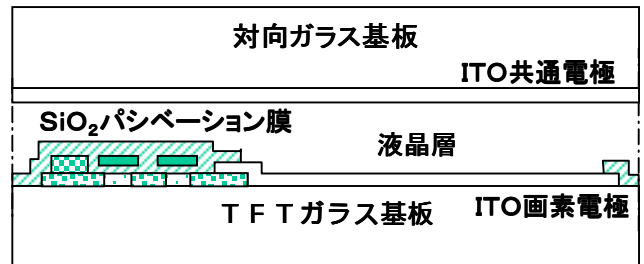 対向ガラス基板
ITO共通電極
SiO₂パシベーション膜
液晶層
ＴＦＴガラス基板
ITO画素電極